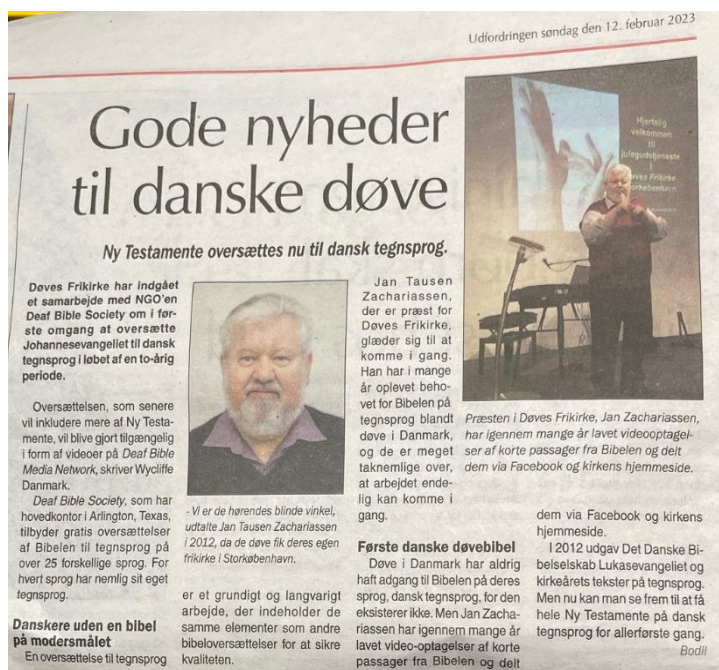 Udfordringen søndag den 12. februar 2023
Gode nyheder
til danske døve
Ny Testamente oversættes nu til dansk tegnsprog.
Døves Frikirke har indgået
et samarbejde med NGO'en
Deaf Bible Society om i før-
ste omgang at oversætte
Johannesevangeliet til dansk
tegnsprog i løbet af en to-årig
periode.
Oversættelsen, som senere
vil inkludere mere af Ny Testa-
mente, vil blive gjort tilgængelig
i form af videoer på Deaf Bible
Media Network, skriver Wycliffe
Danmark.
Deaf Bible Society, som har
hovedkontor i Arlington, Texas,
tilbyder gratis oversættelser
af Bibelen til tegnsprog på
over 25 forskellige sprog. For
hvert sprog har nemlig sit eget
tegnsprog.
Danskere uden en bibel
på modersmålet
En oversættelse til tegnsprog
- Vi er de hørendes blinde vinkel,
udtalte Jan Tausen Zachariassen
i 2012, da de døve fik deres egen
frikirke i Storkøbenhavn.
er et grundigt og langvarigt
arbejde, der indeholder de
samme elementer som andre
bibeloversættelser for at sikre
kvaliteten.
Jan Tausen
Zachariassen,
der er præst for
Døves Frikirke,
glæder sig til at
komme i gang.
Han har i mange
år oplevet beho-
vet for Bibelen på
tegnsprog blandt
døve i Danmark,
og de er meget
taknemlige over,
at arbejdet ende-
lig kan komme i
gang.
Første danske døvebibel
Døve i Danmark har aldrig
haft adgang til Bibelen på deres
sprog, dansk tegnsprog, for den
eksisterer ikke. Men Jan Zacha-
riassen har igennem mange år
lavet video-optagelser af korte
passager fra Bibelen og delt
Hjertelig
velkommen
til
julegudstjeneste
i
Døves Frikirke
Storkøbenhavn
Præsten i Døves Frikirke, Jan Zachariassen,
har igennem mange år lavet videooptagel-
ser af korte passager fra Bibelen og delt
dem via Facebook og kirkens hjemmeside.
dem via Facebook og kirkens
hjemmeside.
I 2012 udgav Det Danske Bi-
belselskab Lukasevangeliet og
kirkeårets tekster på tegnsprog.
Men nu kan man se frem til at få
hele Ny Testamente på dansk
tegnsprog for allerførste gang.
Bodil